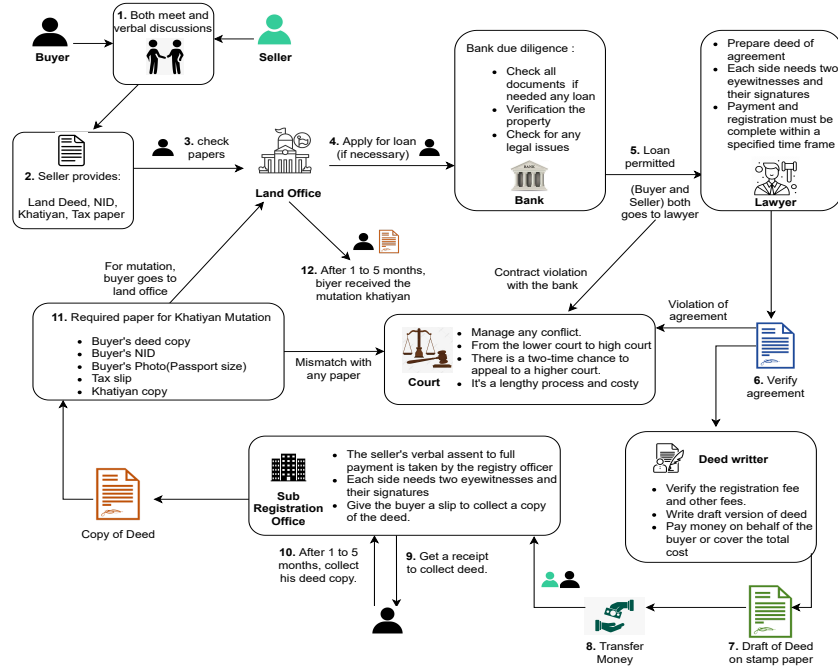 1. Both meet and
verbal discussions
Buyer
Seller
2. Seller provides:
Land Deed, NID,
Khatiyan, Tax paper
3. check
papers
Land Office
4. Apply for loan
(if necessary)
Bank due diligence :
Check all
documents if
needed any loan
Verification the
property
Check for any
legal issues
BANK
Bank
5. Loan
permitted
(Buyer and
Seller) both
goes to lawyer
Prepare deed of
agreement
Each side needs two
eyewitnesses and
their signatures
Payment and
registration must be
complete within a
specified time frame
Lawyer
For mutation,
buyer goes to
land office
12. After 1 to 5 months,
biyer received the
mutation khatiyan
Contract violation
with the bank
Violation of
agreement
11. Required paper for Khatiyan Mutation
Buyer's deed copy
Buyer's NID
Buyer's Photo(Passport size)
Tax slip
Khatiyan copy
Mismatch with
any paper
Manage any conflict.
From the lower court to high court
There is a two-time chance to
appeal to a higher court.
It's a lengthy process and costy
Court
6. Verify
agreement
Deed writter
Verify the registration fee
and other fees.
Write draft version of deed
Pay money on behalf of the
buyer or cover the total
cost
The seller's verbal assent to full
payment is taken by the registry officer
Each side needs two eyewitnesses and
their signatures
Give the buyer a slip to collect a copy
of the deed.
Sub
Registration
Office
Copy of Deed
10. After 1 to 5
months, collect
his deed copy.
9. Get a receipt
to collect deed.
8. Transfer
Money
7. Draft of Deed
on stamp paper